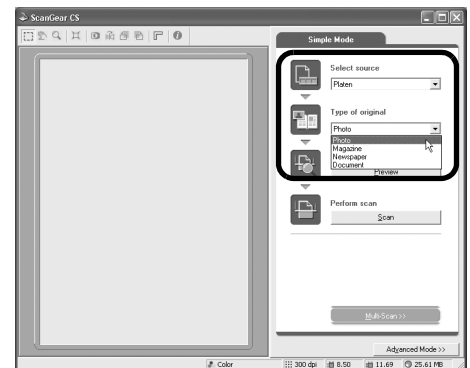 ScanGear CS
Simple Mode
Select source
Platen
Type of original
Photo
Photo
Magazine
Newspaper
Document
Preview
Perform scan
Scan
Multi-Scan >>
Advanced Mode >>
Color 300 dpi 8.50 11.69 25.61 MB